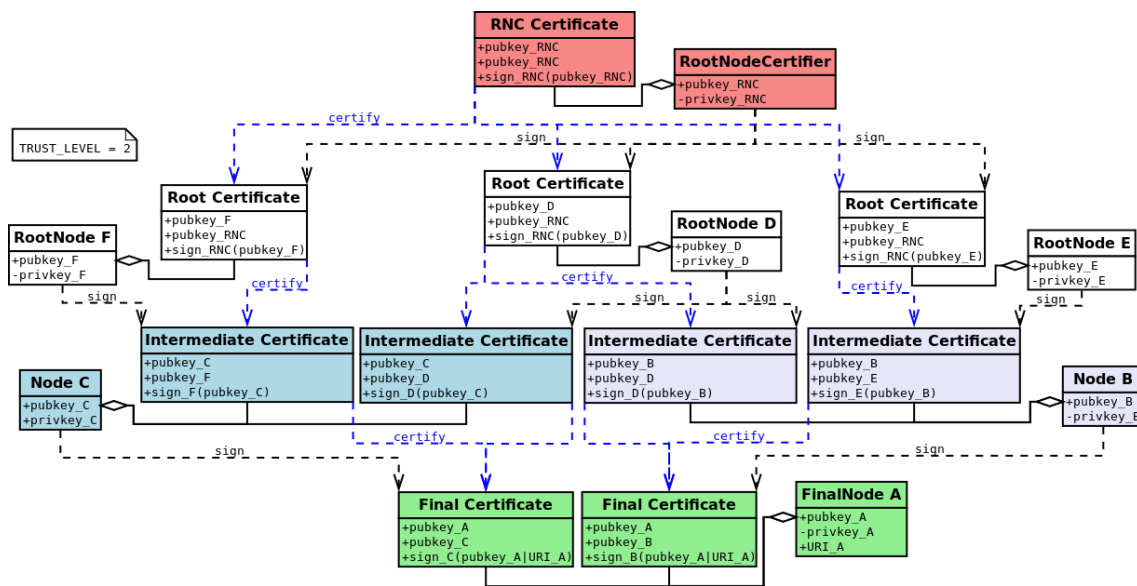 RNC Certificate
+pubkey_RNC
+pubkey_RNC
+sign_RNC(pubkey_RNC)
RootNodeCertifier
+pubkey_RNC
-privkey_RNC
certify
sign
TRUST_LEVEL = 2
Root Certificate
+pubkey_F
+pubkey_RNC
+sign_RNC(pubkey_F)
Root Certificate
+pubkey_D
+pubkey_RNC
+sign_RNC(pubkey_D)
Root Certificate
+pubkey_E
+pubkey_RNC
+sign_RNC(pubkey_E)
RootNode F
+pubkey_F
-privkey_F
RootNode D
+pubkey_D
-privkey_D
RootNode E
+pubkey_E
-privkey_E
sign
certify
certify
sign
sign
certify
sign
Intermediate Certificate
+pubkey_C
+pubkey_F
+sign_F(pubkey_C)
Intermediate Certificate
+pubkey_C
+pubkey_D
+sign_D(pubkey_C)
Intermediate Certificate
+pubkey_B
+pubkey_D
+sign_D(pubkey_B)
Intermediate Certificate
+pubkey_B
+pubkey_E
+sign_E(pubkey_B)
Node C
+pubkey_C
+privkey_C
Node B
+pubkey_B
-privkey_B
sign
certify
certify
sign
Final Certificate
+pubkey_A
+pubkey_C
+sign_C(pubkey_A|URI_A)
Final Certificate
+pubkey_A
+pubkey_B
+sign_B(pubkey_A|URI_A)
FinalNode A
+pubkey_A
-privkey_A
+URI_A